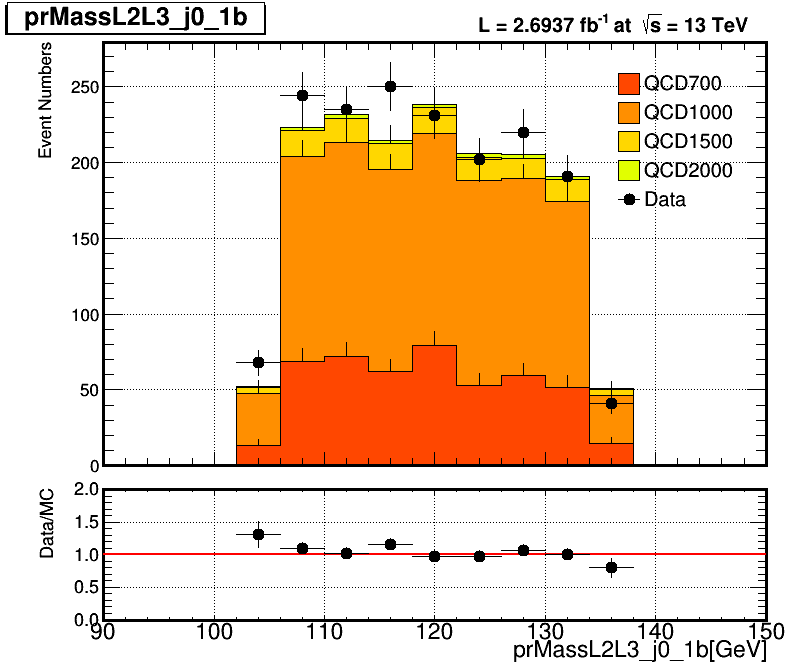 prMassL2L3_j0_1b
L = 2.6937 fb⁻¹ at √s = 13 TeV
Event Numbers
250
200
150
100
50
0
QCD700
QCD1000
QCD1500
QCD2000
Data
Data/MC
2.0
1.5
1.0
0.5
0.0
90 100 110 120 130 140 150
prMassL2L3_j0_1b[GeV]